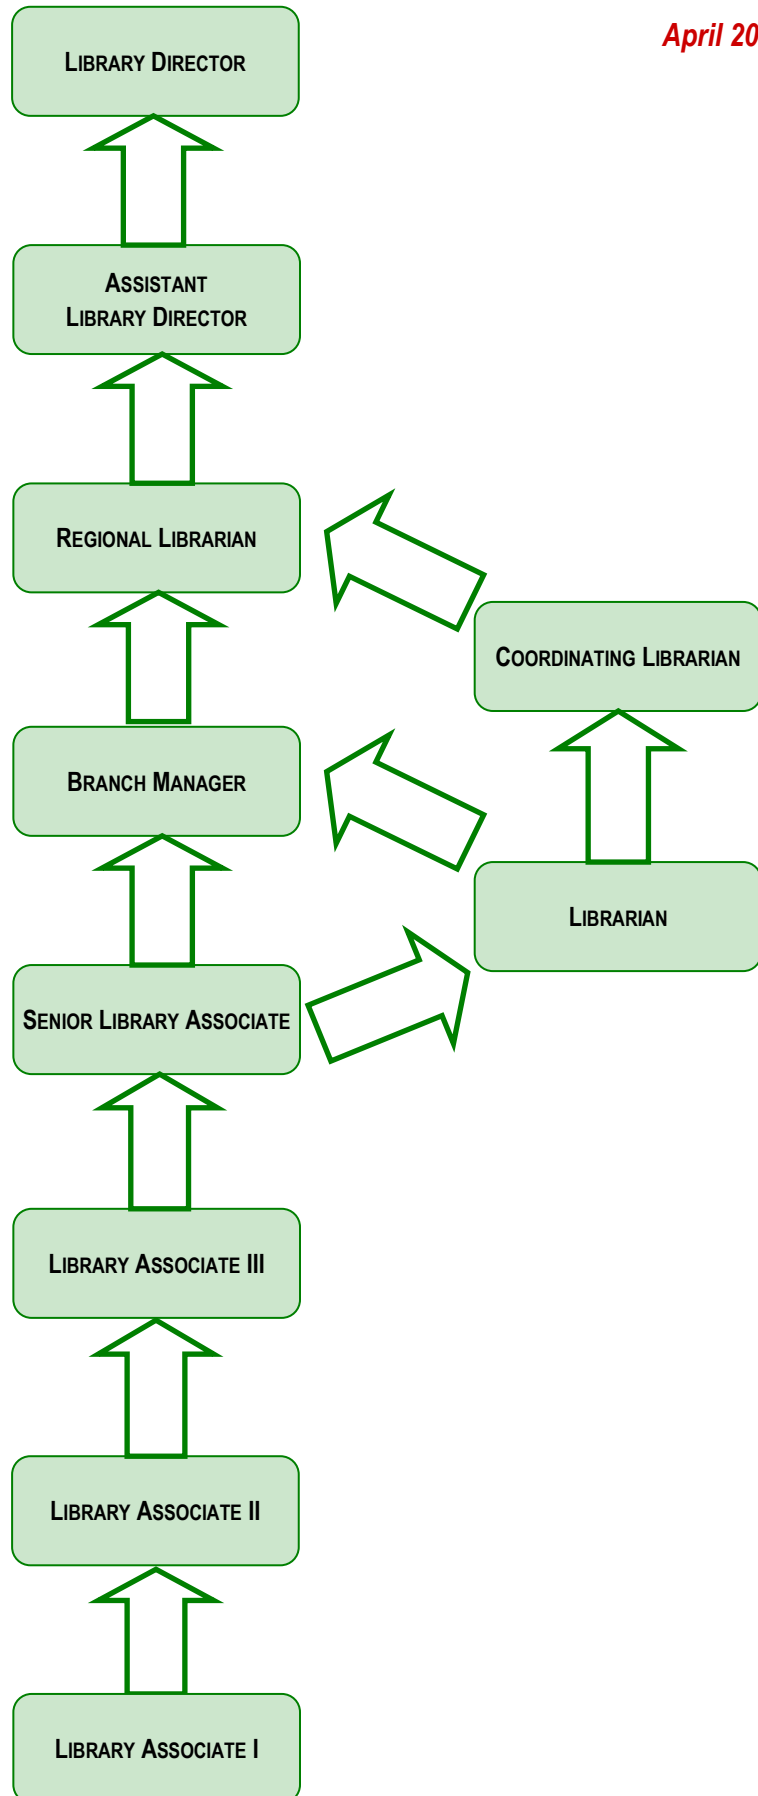 April 20
LIBRARY DIRECTOR
ASSISTANT
LIBRARY DIRECTOR
REGIONAL LIBRARIAN
COORDINATING LIBRARIAN
BRANCH MANAGER
LIBRARIAN
SENIOR LIBRARY ASSOCIATE
LIBRARY ASSOCIATE III
LIBRARY ASSOCIATE II
LIBRARY ASSOCIATE I